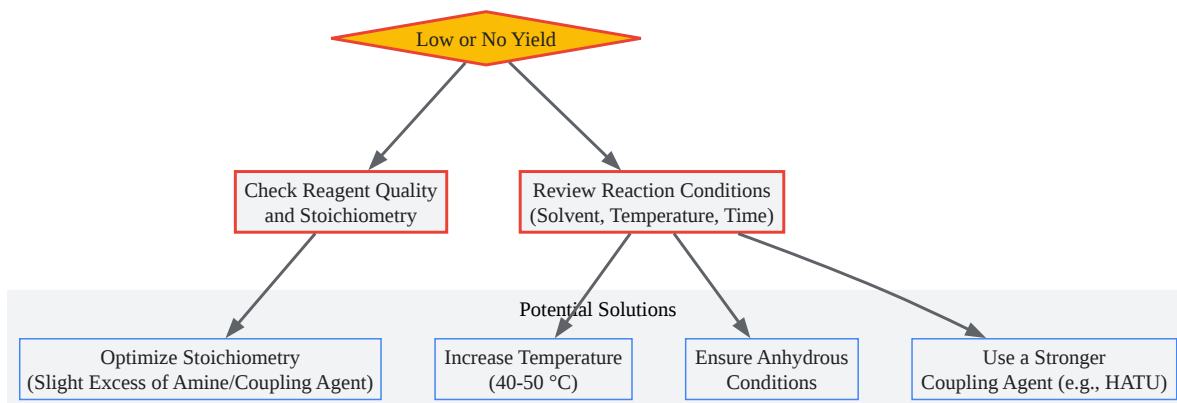 Low or No Yield
Check Reagent Quality
and Stoichiometry
Review Reaction Conditions
(Solvent, Temperature, Time)
Potential Solutions
Optimize Stoichiometry
(Slight Excess of Amine/Coupling Agent)
Increase Temperature
(40-50 °C)
Ensure Anhydrous
Conditions
Use a Stronger
Coupling Agent (e.g., HATU)